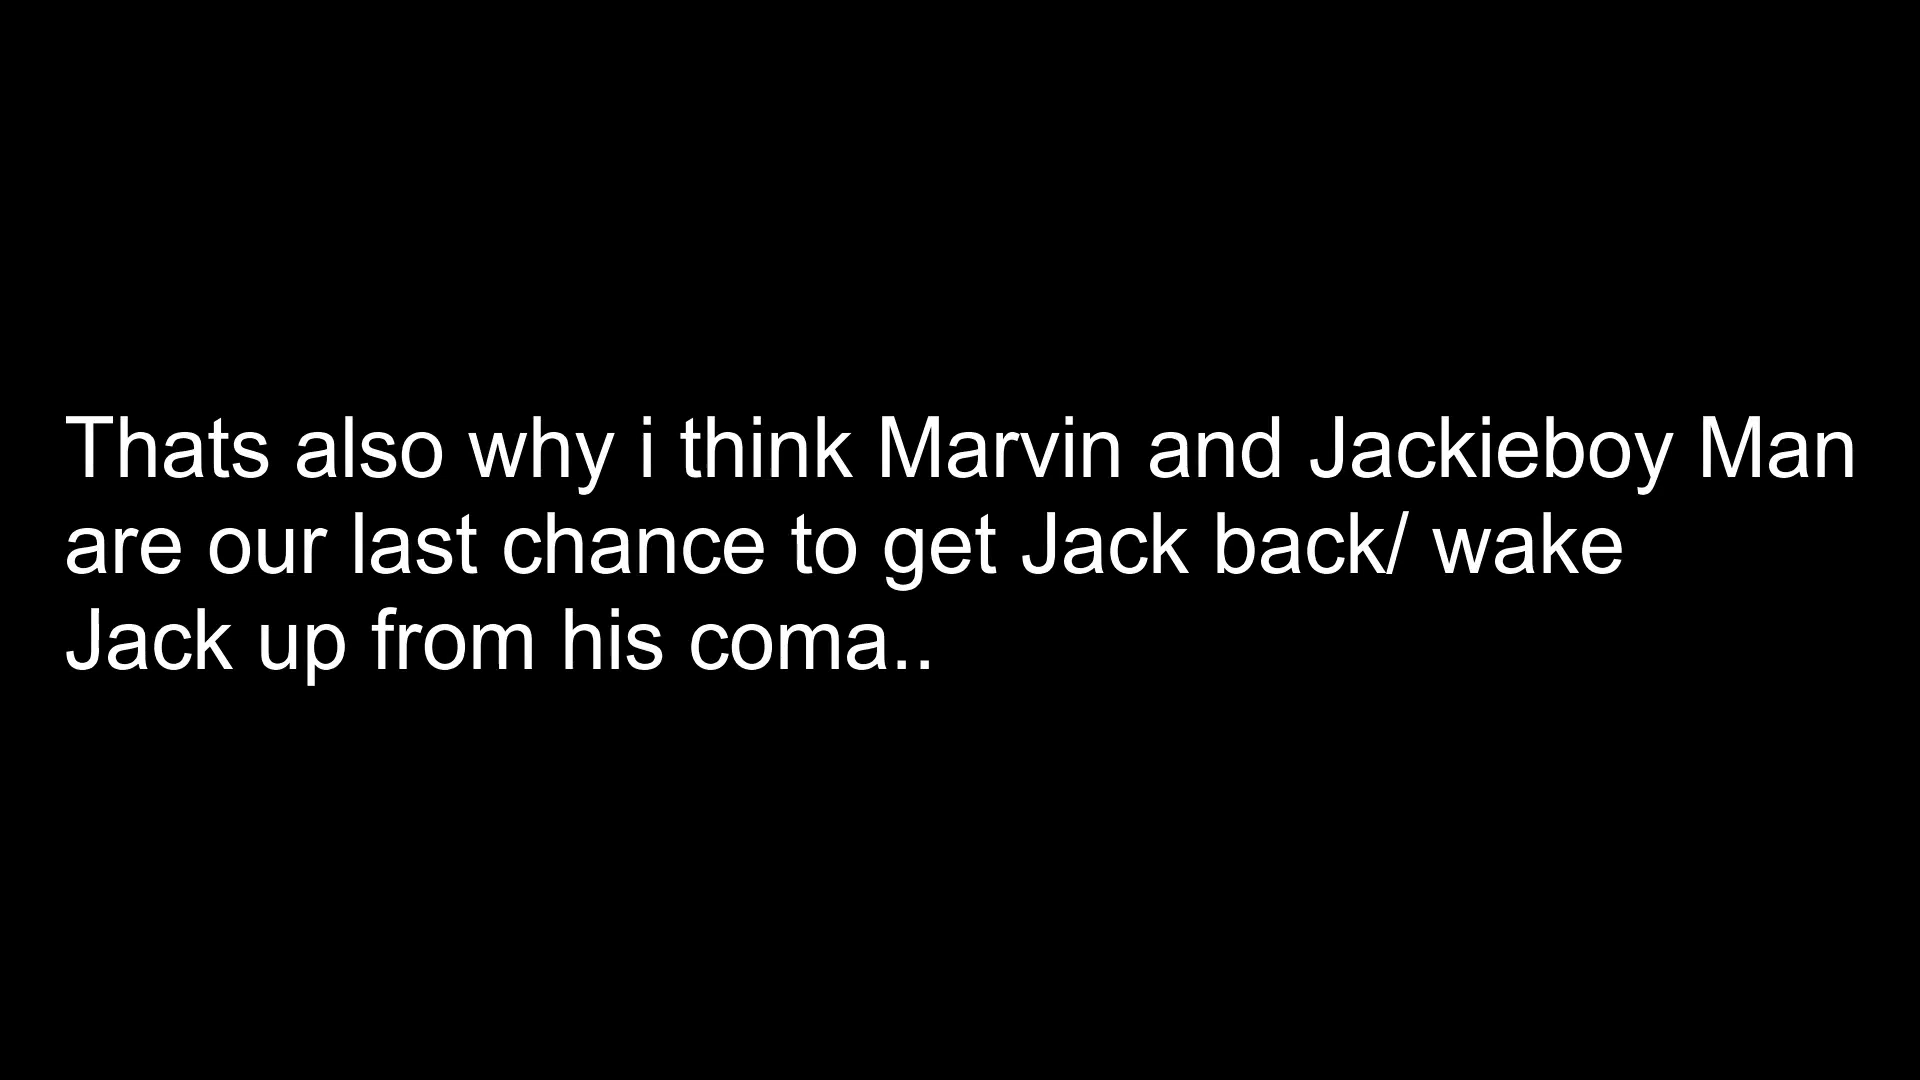 Thats also why i think Marvin and Jackieboy Man
are our last chance to get Jack back/ wake
Jack up from his coma..